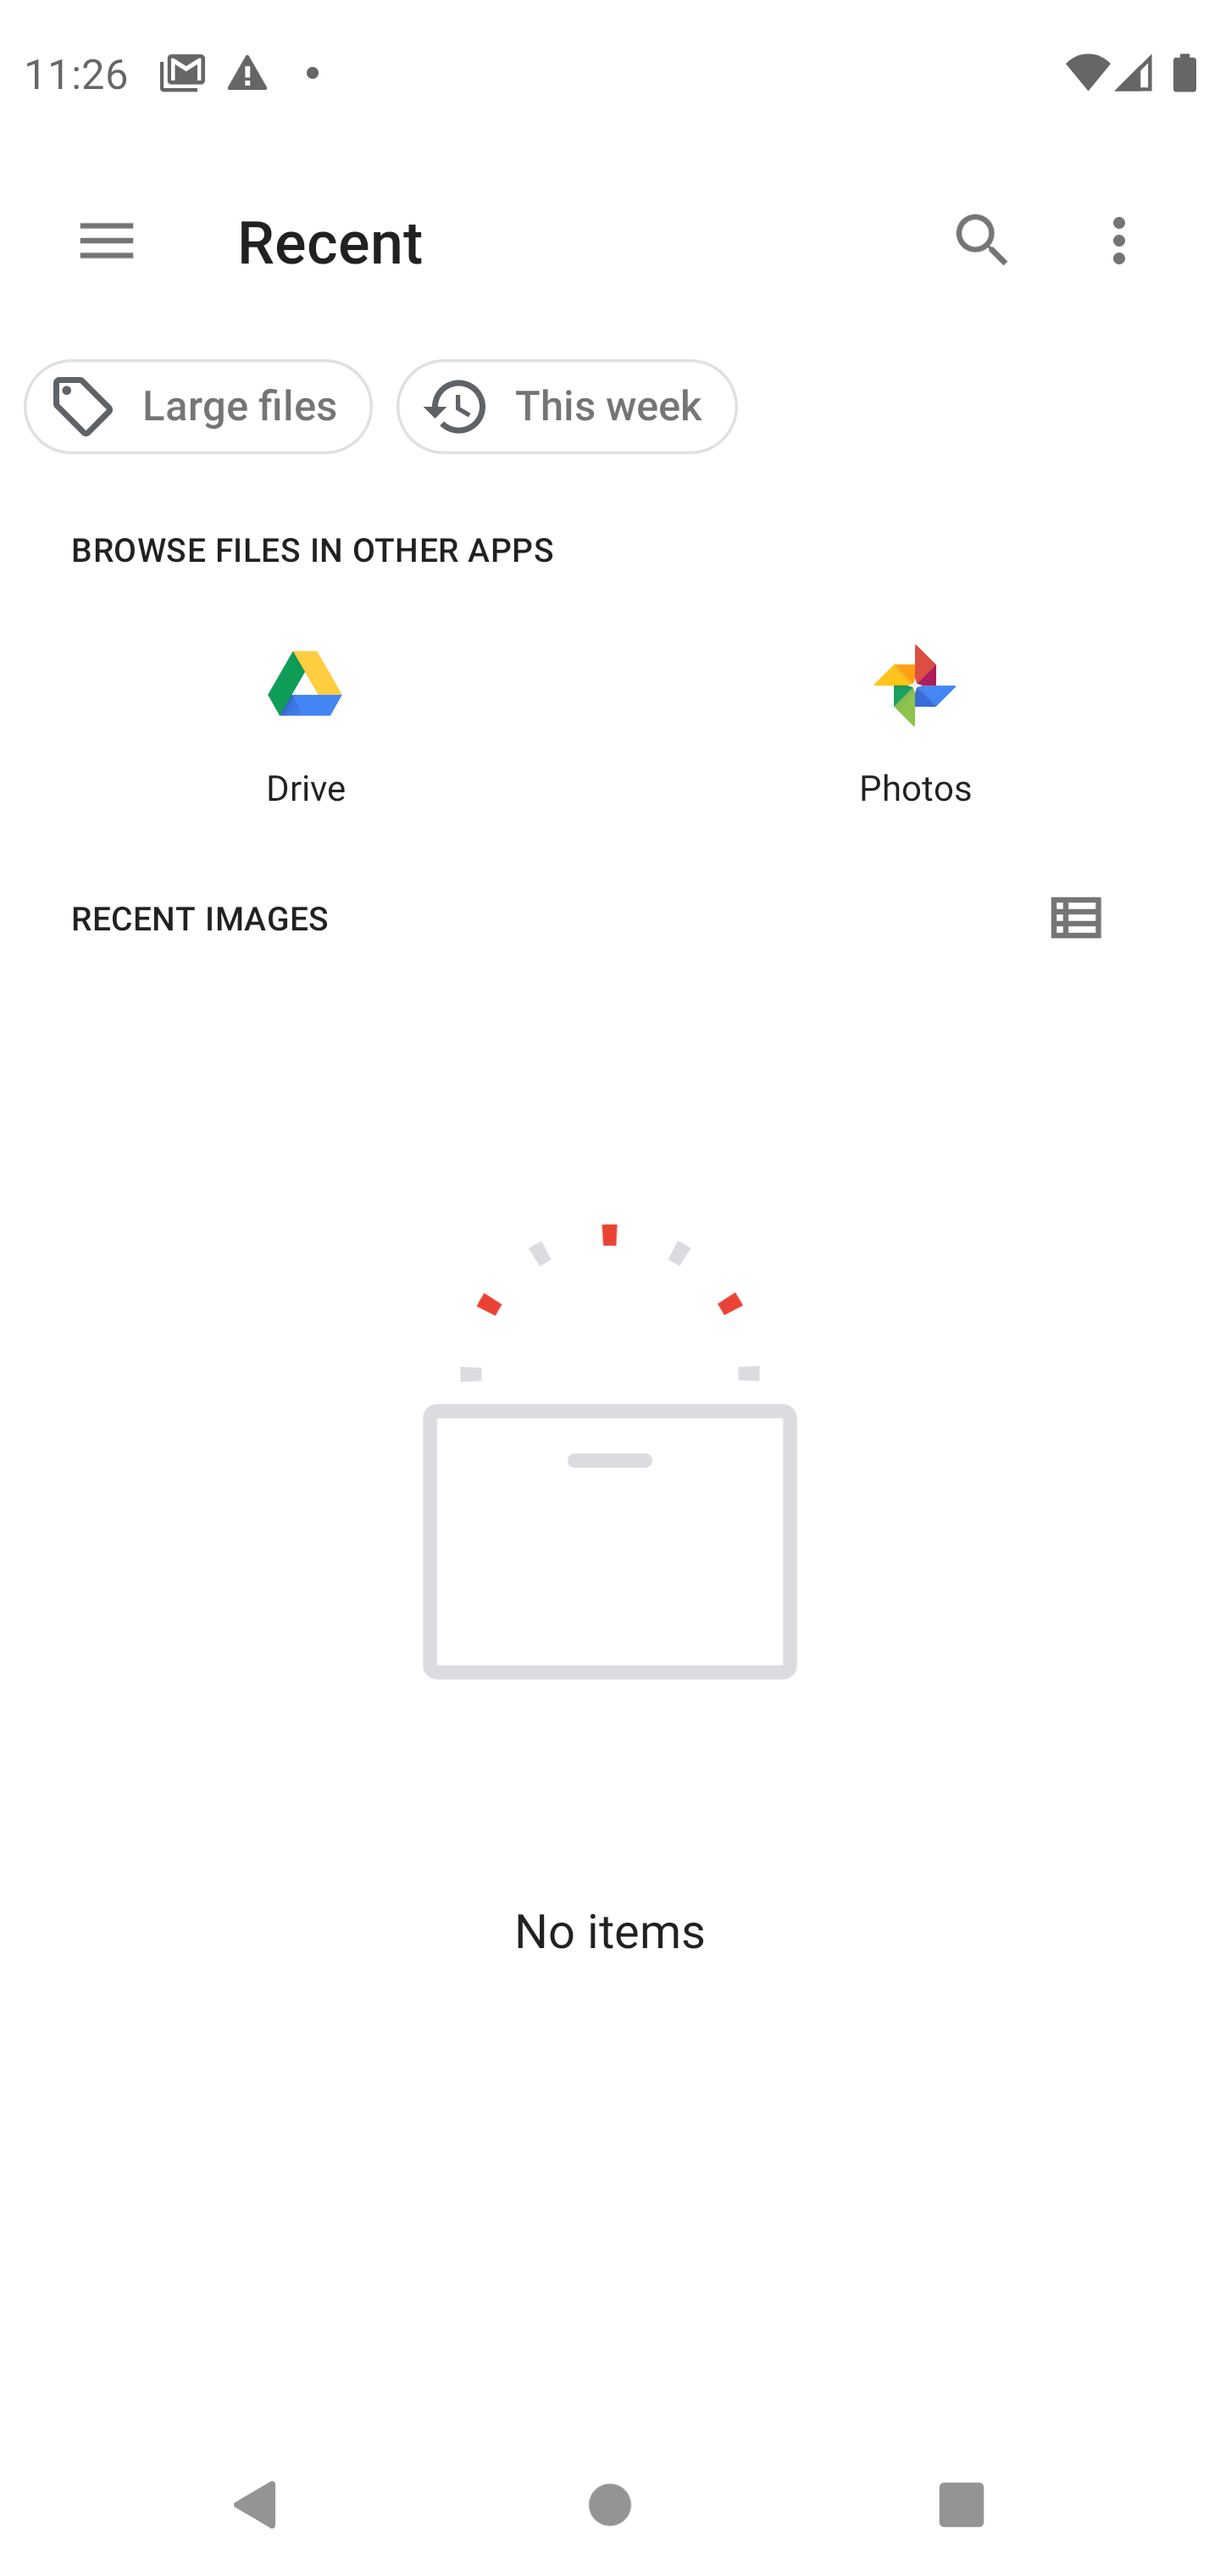 11:26
Recent
Large files
This week
BROWSE FILES IN OTHER APPS
Drive
Photos
RECENT IMAGES
No items